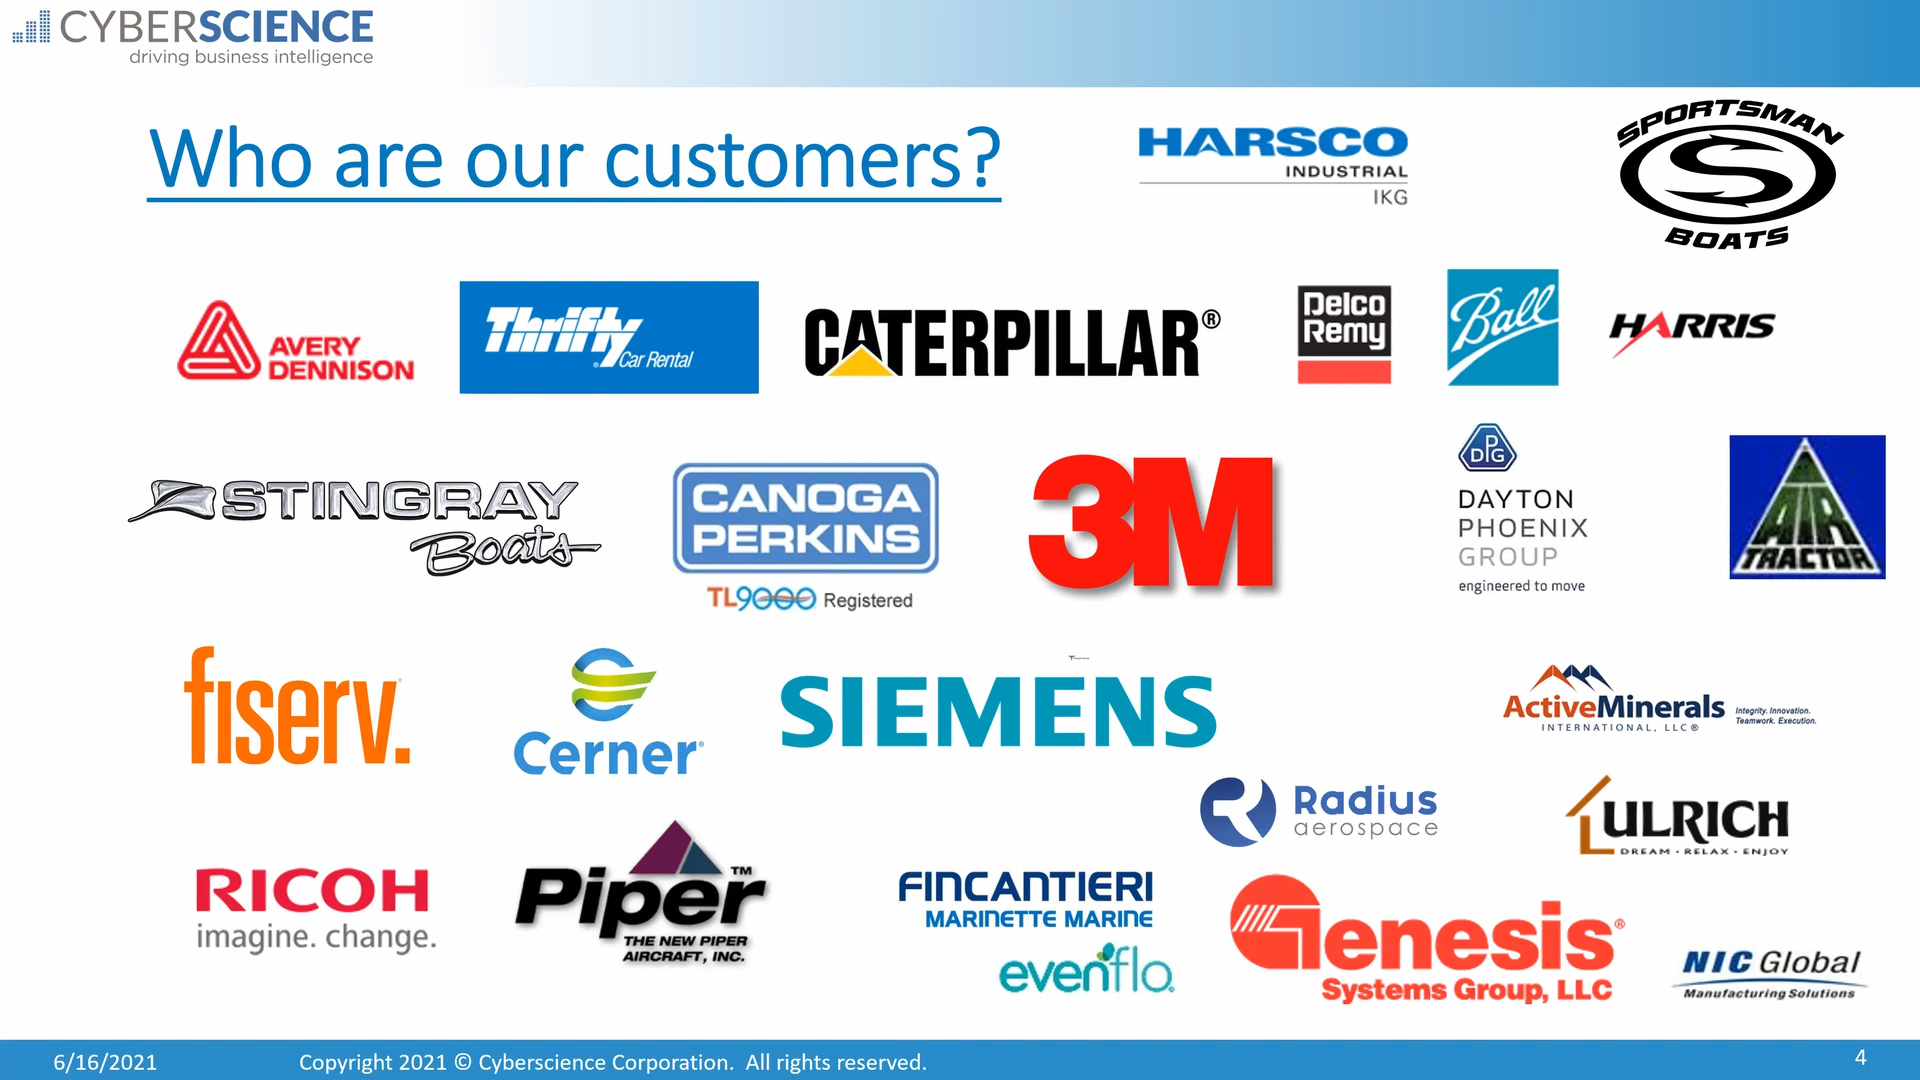 CYBERSCIENCE
driving business intelligence
Who are our customers?
HARSCO
INDUSTRIAL
IKG
SPORTSMAN
BOATS
AVERY
DENNISON
Thrifty
Car Rental
CATERPILLAR®
Delco
Remy
Ball
HARRIS
STINGRAY
Boats
CANOGA
PERKINS
TL9000 Registered
3M
DPG
DAYTON
PHOENIX
GROUP
engineered to move
AIR
TRACTOR
fiserv.
Cerner®
SIEMENS
ActiveMinerals
INTERNATIONAL, LLC®
Integrity. Innovation.
Teamwork. Execution.
Radius
aerospace
ULRICH
DREAM - RELAX - ENJOY
RICOH
imagine. change.
Piper™
THE NEW PIPER
AIRCRAFT, INC.
FINCANTIERI
MARINETTE MARINE
evenflo®
Genesis®
Systems Group, LLC
NIC Global
Manufacturing Solutions
6/16/2021
Copyright 2021 © Cyberscience Corporation.  All rights reserved.
4